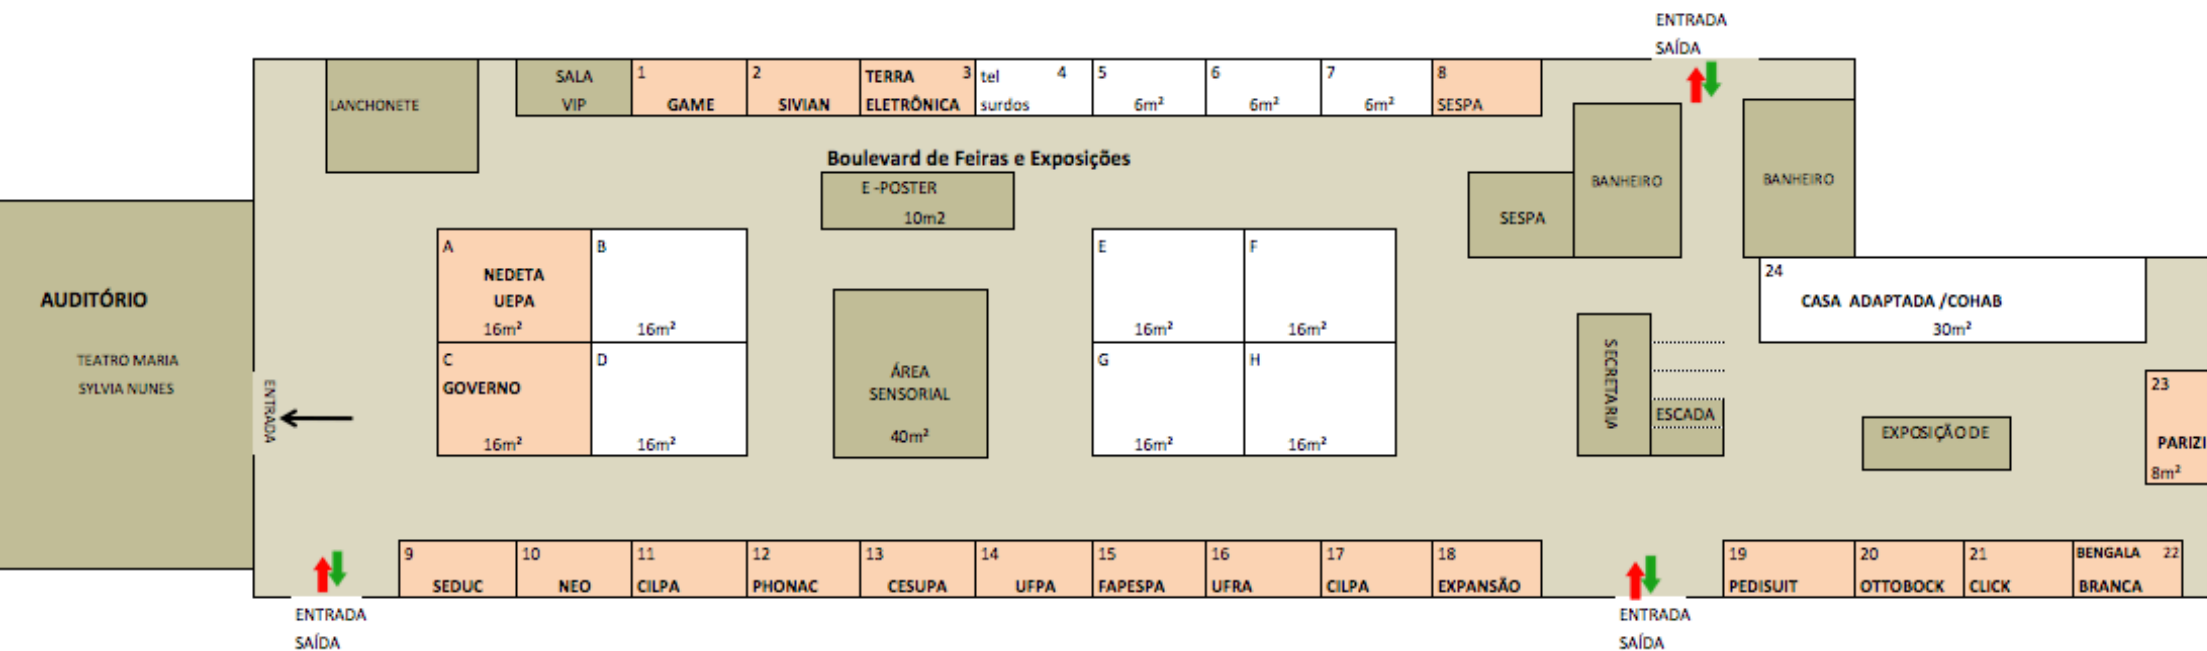 ENTRADA
SAÍDA
LANCHONETE
SALA
VIP
1
GAME
2
SIVIAN
TERRA 3
ELETRÔNICA
tel 4
surdos
5
6m²
6
6m²
7
6m²
8
SESPA
Boulevard de Feiras e Exposições
E -POSTER
10m2
BANHEIRO
BANHEIRO
SESPA
AUDITÓRIO
TEATRO MARIA
SYLVIA NUNES
ENTRADA
A
NEDETA
UEPA
16m²
B
16m²
C
GOVERNO
16m²
D
16m²
ÁREA
SENSORIAL
40m²
E
16m²
F
16m²
G
16m²
H
16m²
SECRETARIA
ESCADA
24
CASA ADAPTADA /COHAB
30m²
EXPOSIÇÃO DE
23
PARIZI
8m²
9
SEDUC
10
NEO
11
CILPA
12
PHONAC
13
CESUPA
14
UFPA
15
FAPESPA
16
UFRA
17
CILPA
18
EXPANSÃO
19
PEDISUIT
20
OTTOBOCK
21
CLICK
BENGALA 22
BRANCA
ENTRADA
SAÍDA
ENTRADA
SAÍDA